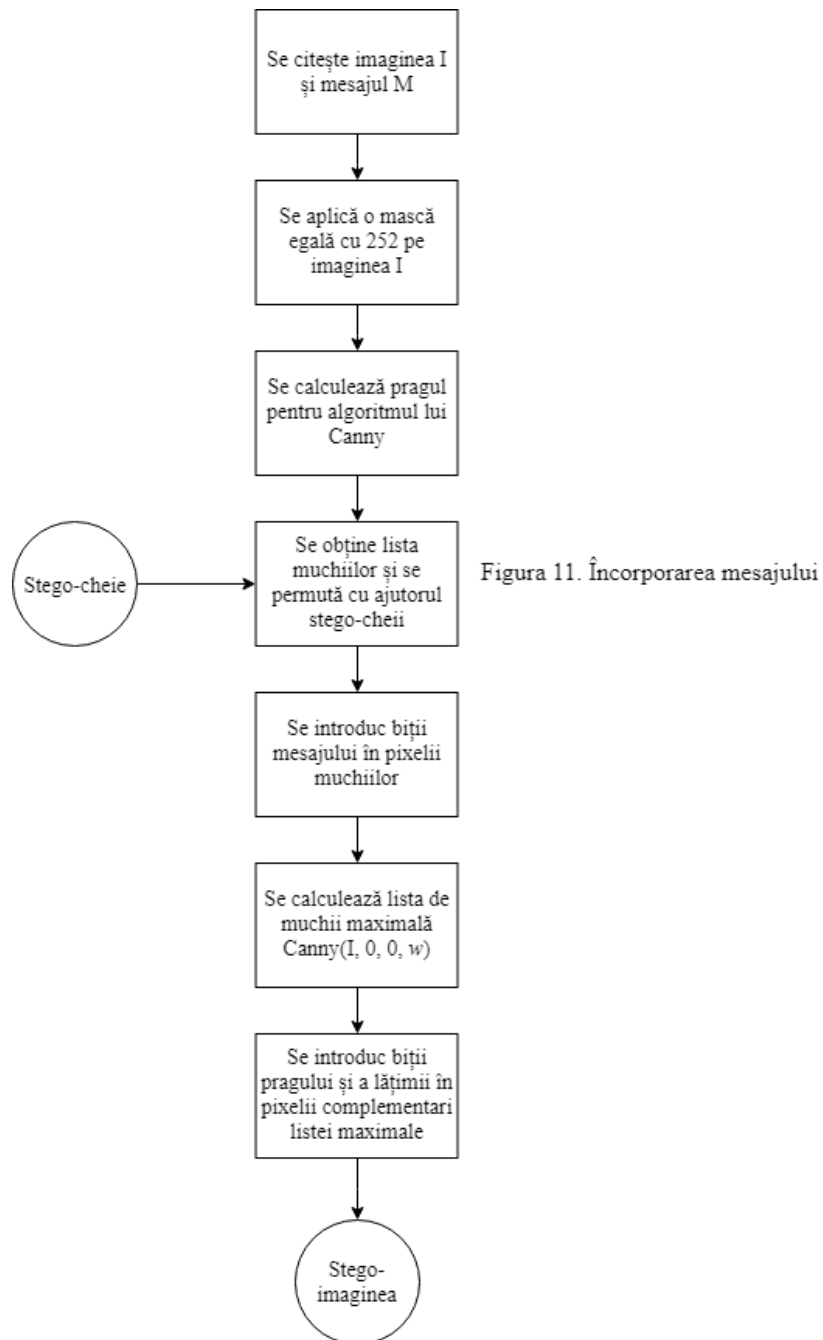 Se citește imaginea I
și mesajul M
Se aplică o mască
egală cu 252 pe
imaginea I
Se calculează pragul
pentru algoritmul lui
Canny
Stego-cheie
Se obține lista
muchiilor și se
permută cu ajutorul
stego-cheii
Figura 11. Încorporarea mesajului
Se introduc biții
mesajului în pixelii
muchiilor
Se calculează lista de
muchii maximală
Canny(I, 0, 0, w)
Se introduc biții
pragului și a lățimii în
pixelii complementari
listei maximale
Stego-
imaginea